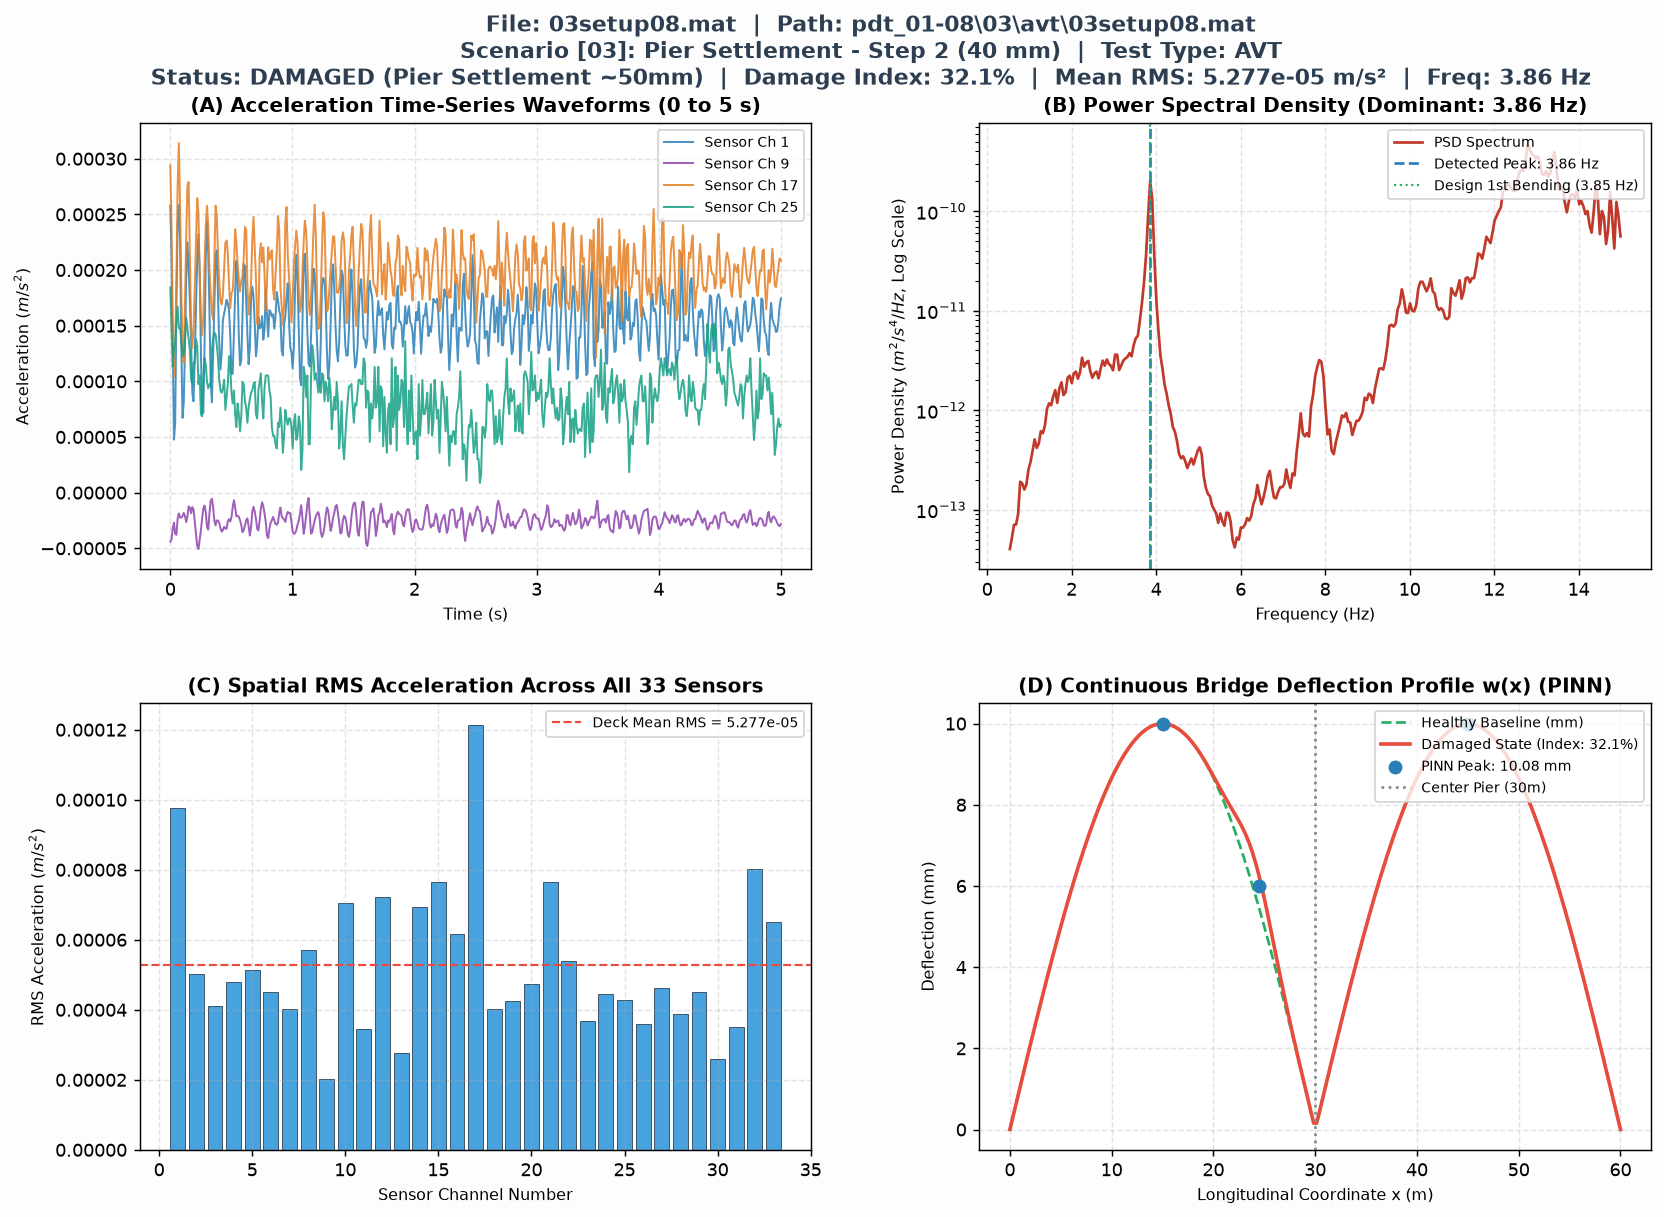 File: 03setup08.mat | Path: pdt_01-08\03\avt\03setup08.mat
Scenario [03]: Pier Settlement - Step 2 (40 mm) | Test Type: AVT
Status: DAMAGED (Pier Settlement ~50mm) | Damage Index: 32.1% | Mean RMS: 5.277e-05 m/s² | Freq: 3.86 Hz
(A) Acceleration Time-Series Waveforms (0 to 5 s)
Sensor Ch 1
Sensor Ch 9
Sensor Ch 17
Sensor Ch 25
0.00030
0.00025
0.00020
0.00015
0.00010
0.00005
0.00000
−0.00005
Acceleration (m/s²)
0 1 2 3 4 5
Time (s)
(B) Power Spectral Density (Dominant: 3.86 Hz)
PSD Spectrum
Detected Peak: 3.86 Hz
Design 1st Bending (3.85 Hz)
10⁻¹⁰
10⁻¹¹
10⁻¹²
10⁻¹³
Power Density (m²/s⁴/Hz, Log Scale)
0 2 4 6 8 10 12 14
Frequency (Hz)
(C) Spatial RMS Acceleration Across All 33 Sensors
Deck Mean RMS = 5.277e-05
0.00012
0.00010
0.00008
0.00006
0.00004
0.00002
0.00000
RMS Acceleration (m/s²)
0 5 10 15 20 25 30 35
Sensor Channel Number
(D) Continuous Bridge Deflection Profile w(x) (PINN)
Healthy Baseline (mm)
Damaged State (Index: 32.1%)
PINN Peak: 10.08 mm
Center Pier (30m)
10
8
6
4
2
0
Deflection (mm)
0 10 20 30 40 50 60
Longitudinal Coordinate x (m)